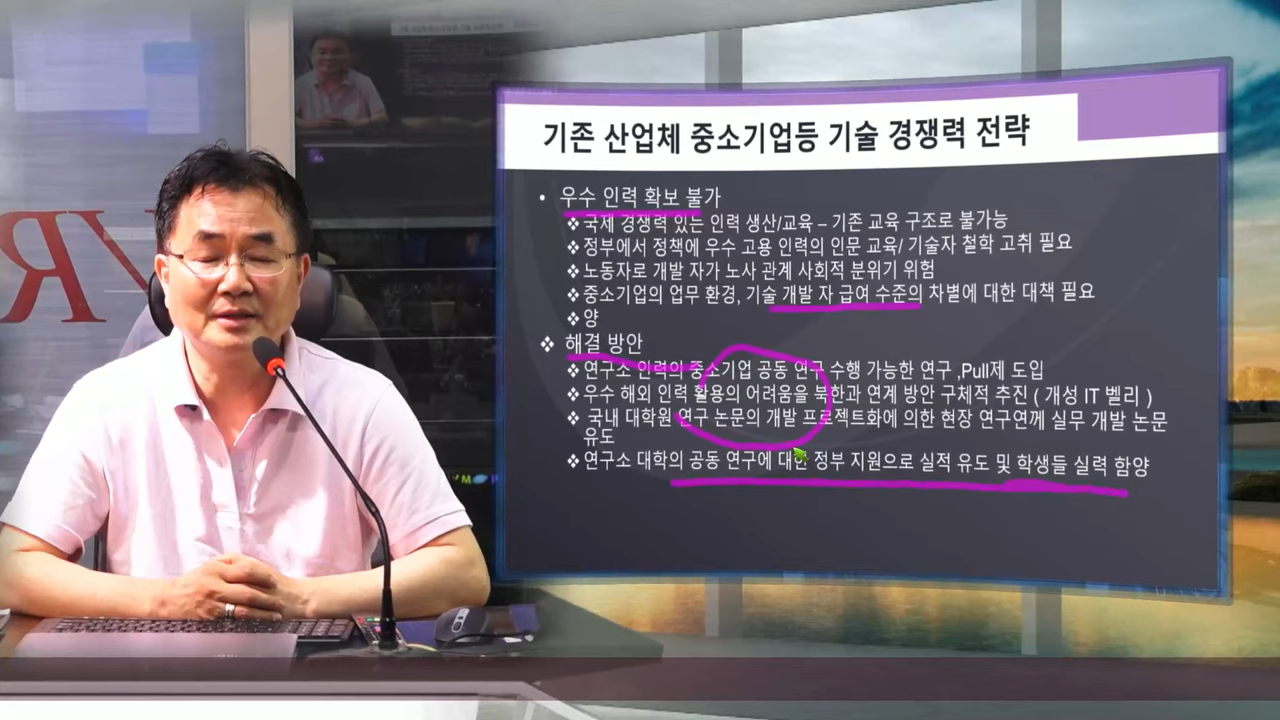 기존 산업체 중소기업등 기술 경쟁력 전략
• 우수 인력 확보 불가
❖국제 경쟁력 있는 인력 생산/교육 – 기존 교육 구조로 불가능
❖정부에서 정책에 우수 고용 인력의 인문 교육/ 기술자 철학 고취 필요
❖노동자로 개발 자가 노사 관계 사회적 분위기 위험
❖중소기업의 업무 환경, 기술 개발 자 급여 수준의 차별에 대한 대책 필요
❖양
❖ 해결 방안
❖연구소 인력의 중소기업 공동 연구 수행 가능한 연구 ,Pull제 도입
❖우수 해외 인력 활용의 어려움을 북한과 연계 방안 구체적 추진 ( 개성 IT 벨리 )
❖ 국내 대학원 연구 논문의 개발 프로젝트화에 의한 현장 연구연께 실무 개발 논문
유도
❖연구소 대학의 공동 연구에 대한 정부 지원으로 실적 유도 및 학생들 실력 함양